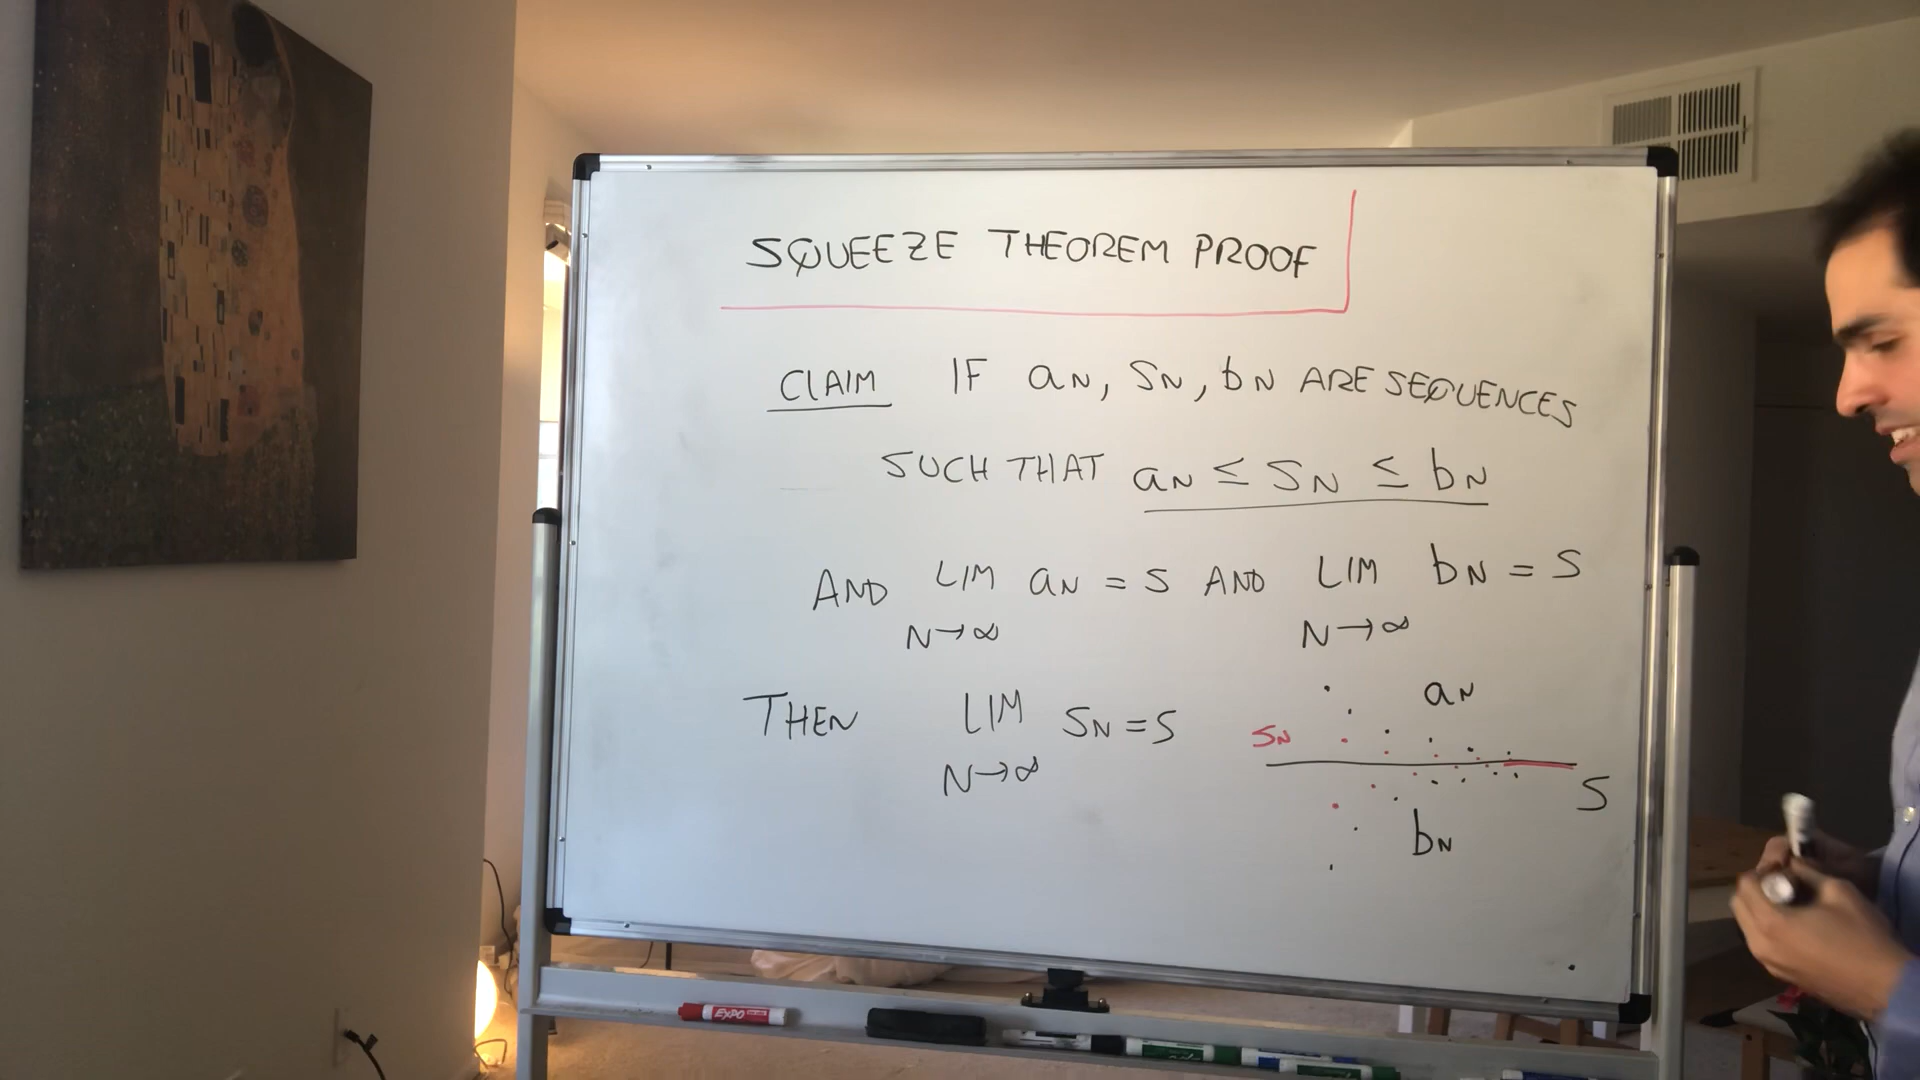 SQUEEZE THEOREM PROOF
CLAIM IF aN, SN, bN ARE SEQUENCES
SUCH THAT aN ≤ SN ≤ bN
AND LIM aN = S AND LIM bN = S
N→∞ N→∞
THEN LIM SN = S
N→∞
aN
SN
S
bN
EXPO